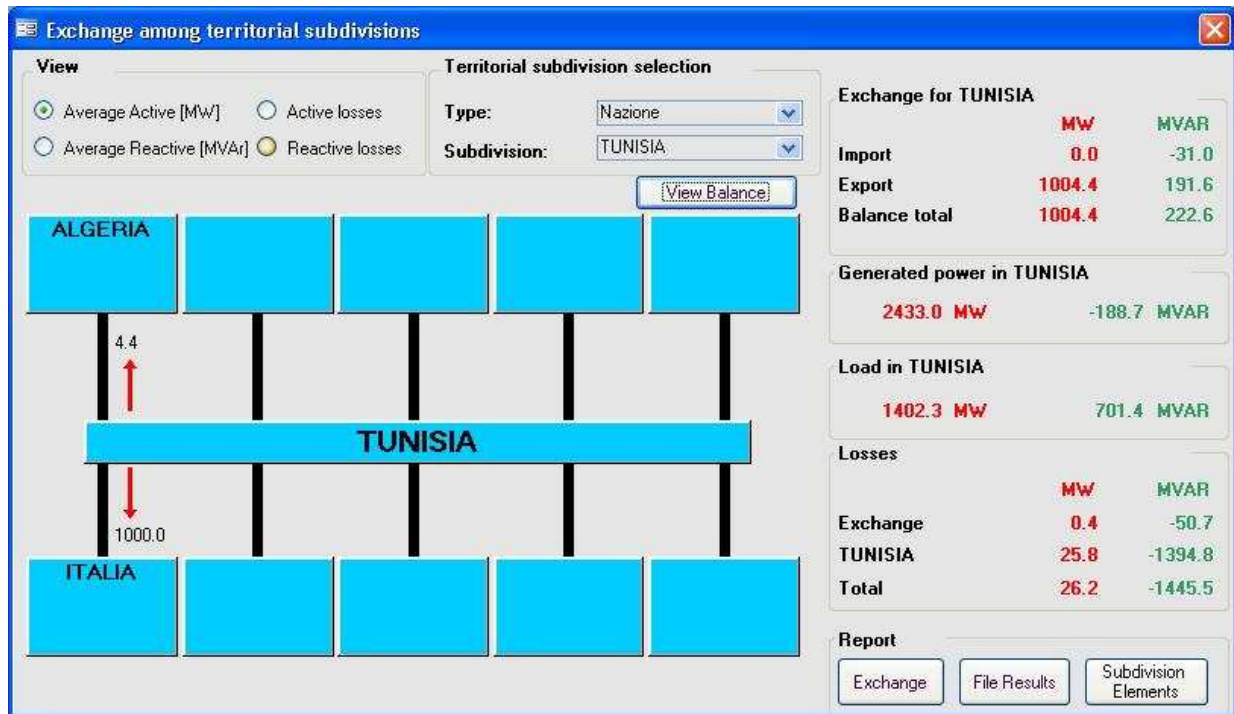 Exchange among territorial subdivisions
View
Average Active [MW]
Active losses
Average Reactive [MVAr]
Reactive losses
Territorial subdivision selection
Type:
Nazione
Subdivision:
TUNISIA
View Balance
ALGERIA
4.4
TUNISIA
1000.0
ITALIA
Exchange for TUNISIA
MW MVAR
Import 0.0 -31.0
Export 1004.4 191.6
Balance total 1004.4 222.6
Generated power in TUNISIA
2433.0 MW -188.7 MVAR
Load in TUNISIA
1402.3 MW 701.4 MVAR
Losses
MW MVAR
Exchange 0.4 -50.7
TUNISIA 25.8 -1394.8
Total 26.2 -1445.5
Report
Exchange
File Results
Subdivision
Elements